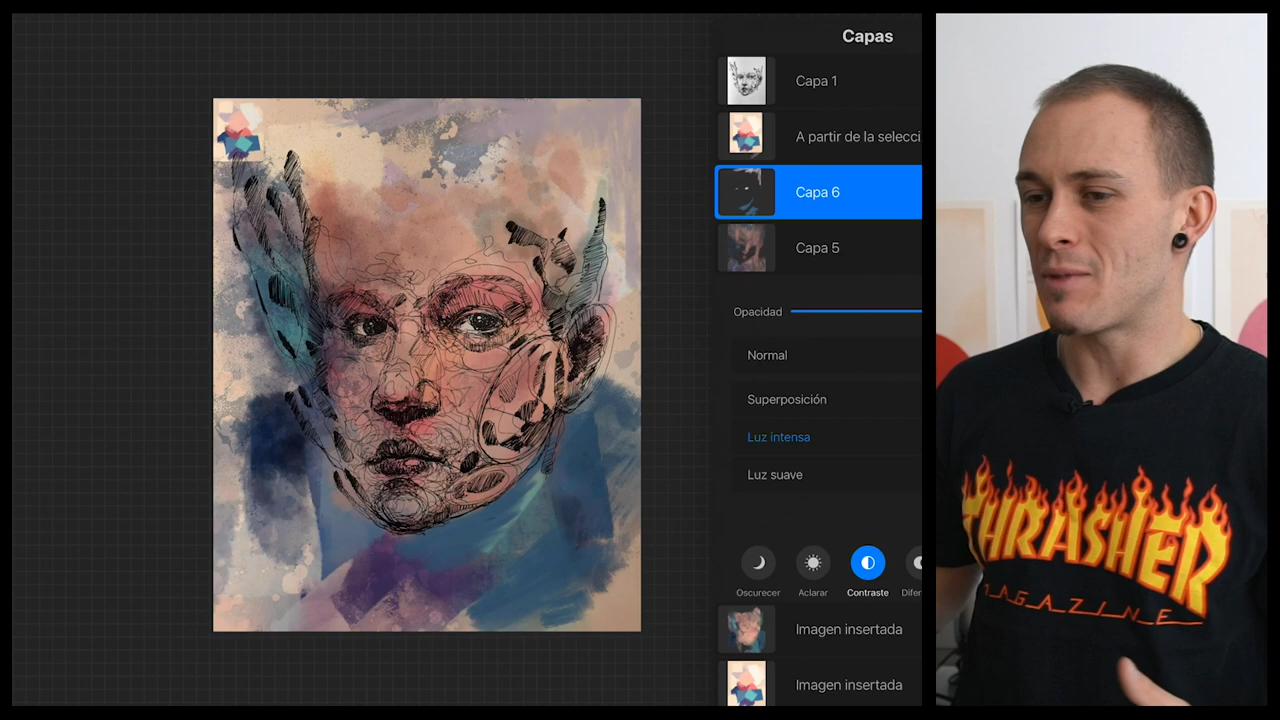 Capas
Capa 1
A partir de la selecci
Capa 6
Capa 5
Opacidad
Normal
Superposición
Luz intensa
Luz suave
Oscurecer
Aclarar
Contraste
Difer
Imagen insertada
Imagen insertada
THRASHER
MAGAZINE